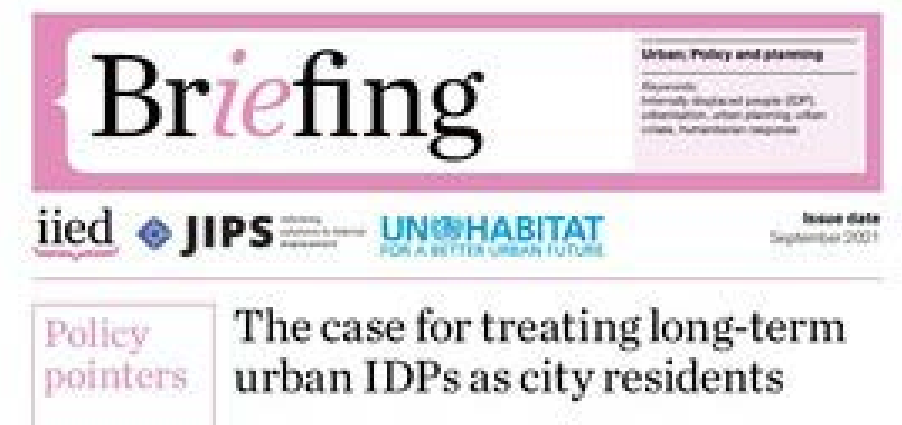 Briefing
Urban; Policy and planning
Keywords:
Internally displaced people (IDP),
urbanisation, urban planning, urban
crises, humanitarian response
iied JIPS UN HABITAT
FOR A BETTER URBAN FUTURE
Issue date
September 2021
Policy
pointers
The case for treating long-term
urban IDPs as city residents